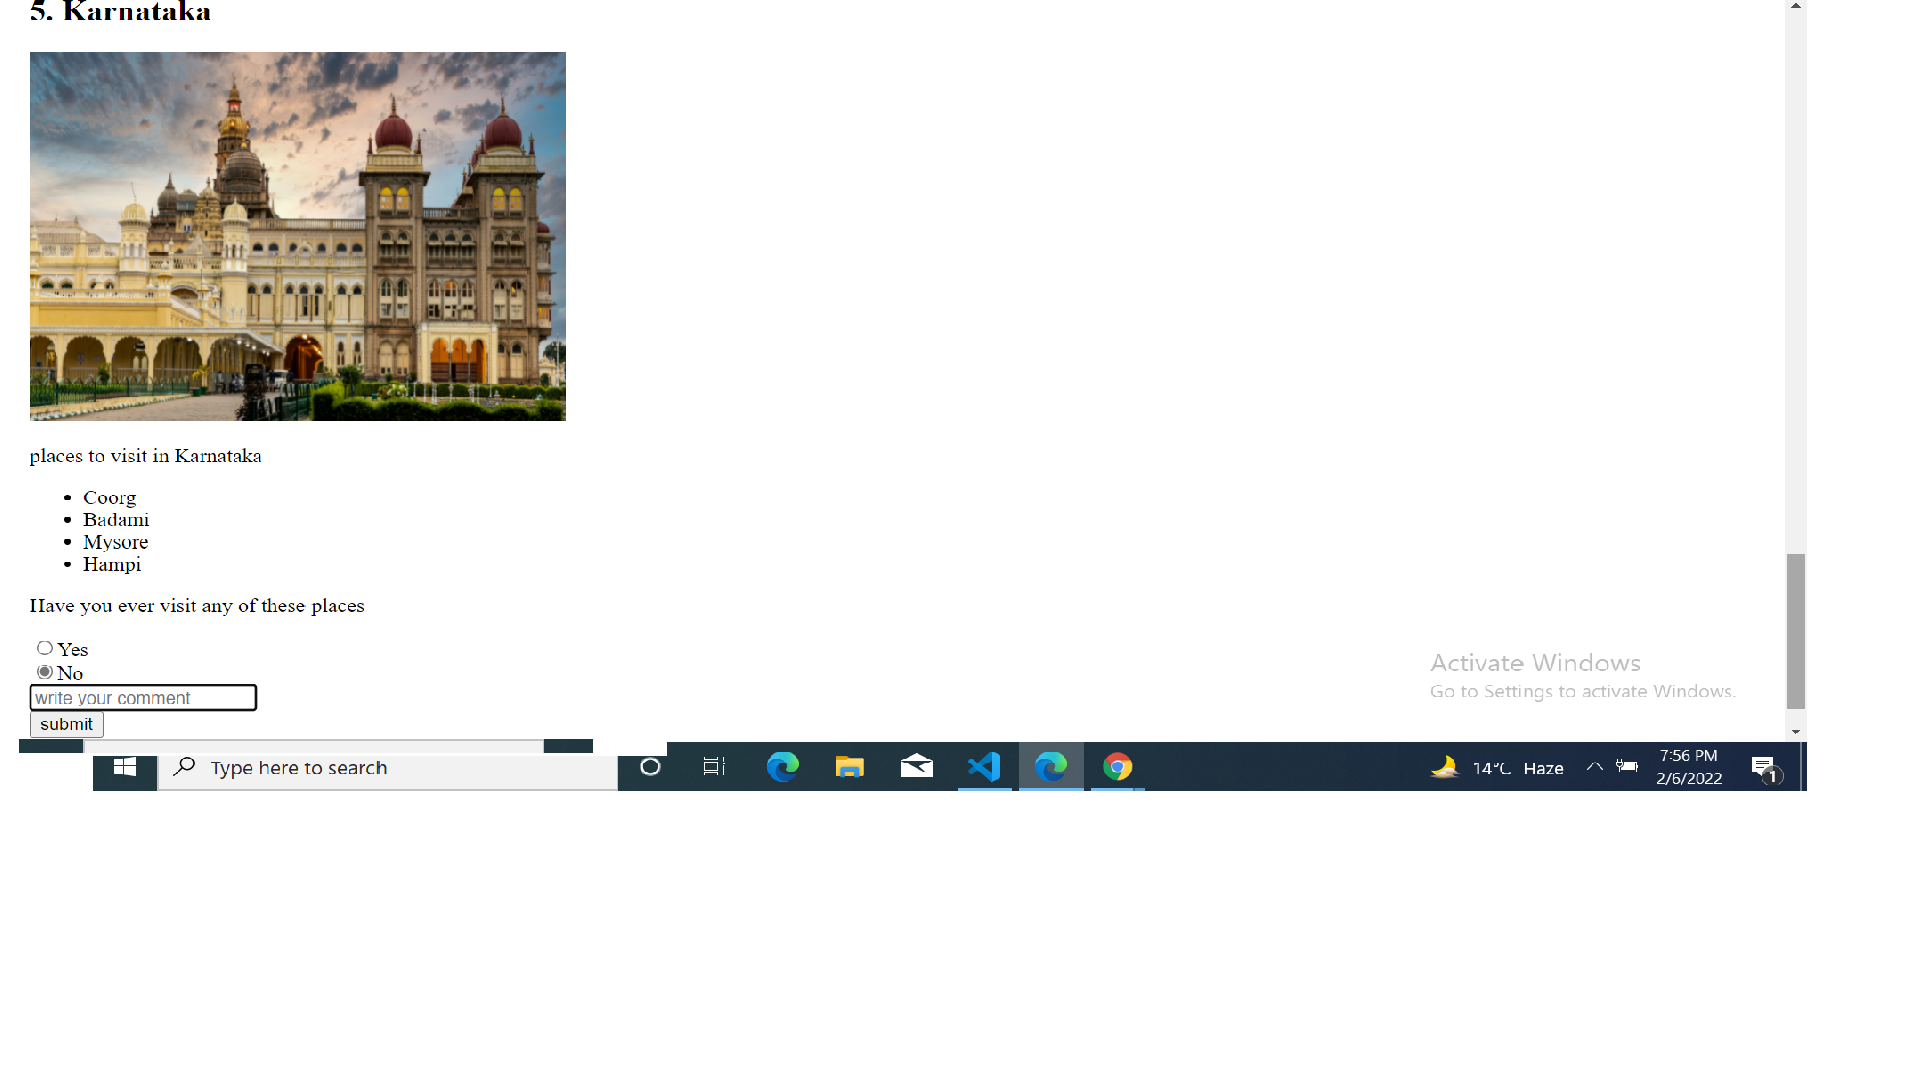 5. Karnataka
places to visit in Karnataka
Coorg
Badami
Mysore
Hampi
Have you ever visit any of these places
Yes
No
write your comment
submit
Activate Windows
Go to Settings to activate Windows.
Type here to search
14°C Haze
7:56 PM
2/6/2022
1